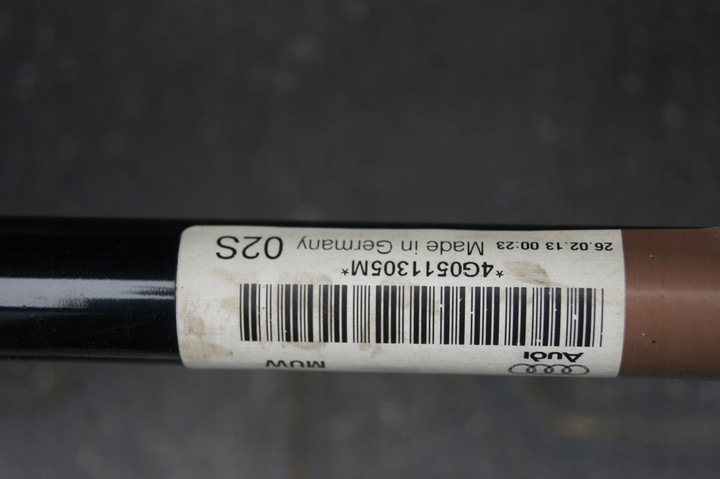 Audi MUW
*4G0511305M*
26.02.13 00:23 Made in Germany 02S